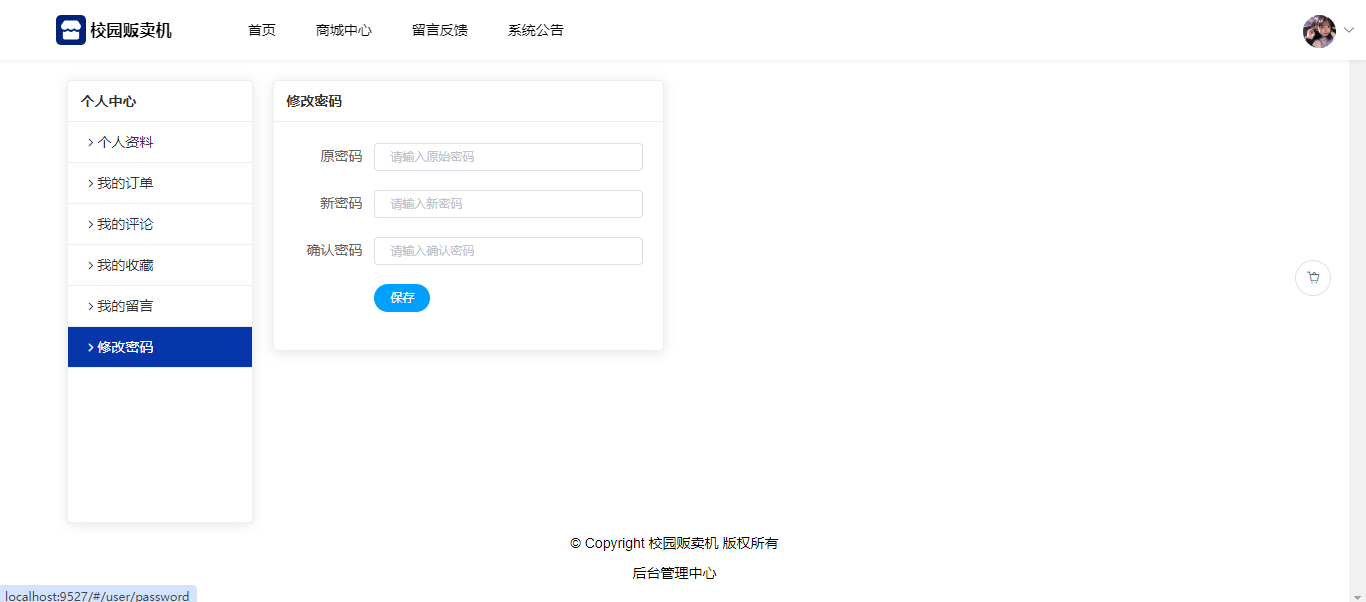 校园贩卖机
首页
商城中心
留言反馈
系统公告
个人中心
个人资料
我的订单
我的评论
我的收藏
我的留言
修改密码
修改密码
原密码
请输入原始密码
新密码
请输入新密码
确认密码
请输入确认密码
保存
© Copyright 校园贩卖机 版权所有
后台管理中心
localhost:9527/#/user/password